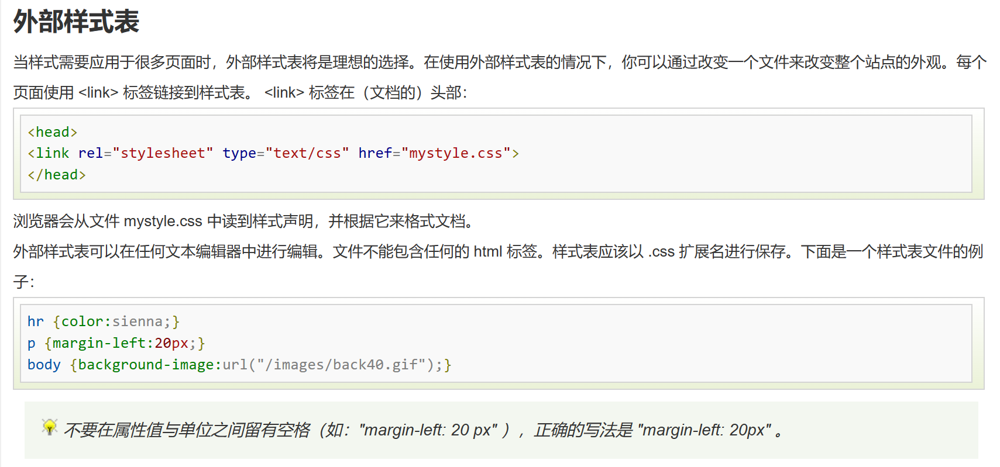 外部样式表
当样式需要应用于很多页面时，外部样式表将是理想的选择。在使用外部样式表的情况下，你可以通过改变一个文件来改变整个站点的外观。每个
页面使用 <link> 标签链接到样式表。 <link> 标签在（文档的）头部：
<head>
<link rel="stylesheet" type="text/css" href="mystyle.css">
</head>
浏览器会从文件 mystyle.css 中读到样式声明，并根据它来格式文档。
外部样式表可以在任何文本编辑器中进行编辑。文件不能包含任何的 html 标签。样式表应该以 .css 扩展名进行保存。下面是一个样式表文件的例
子：
hr {color:sienna;}
p {margin-left:20px;}
body {background-image:url("/images/back40.gif");}
不要在属性值与单位之间留有空格（如："margin-left: 20 px" ），正确的写法是 "margin-left: 20px" 。